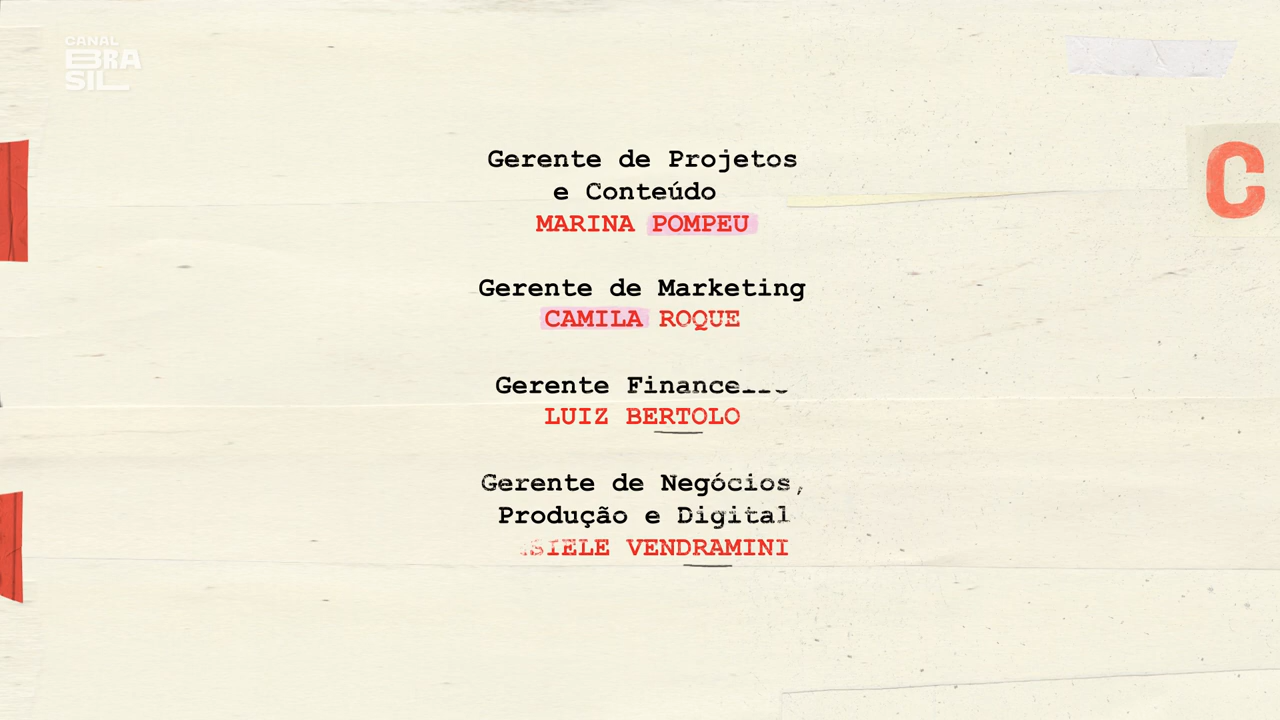 CANAL
BRA
SIL
Gerente de Projetos
e Conteúdo
MARINA POMPEU
C
Gerente de Marketing
CAMILA ROQUE
Gerente
LUIZ BERTOLO
Gerente de Negócios,
Produção e Digital
VENDRAMINI